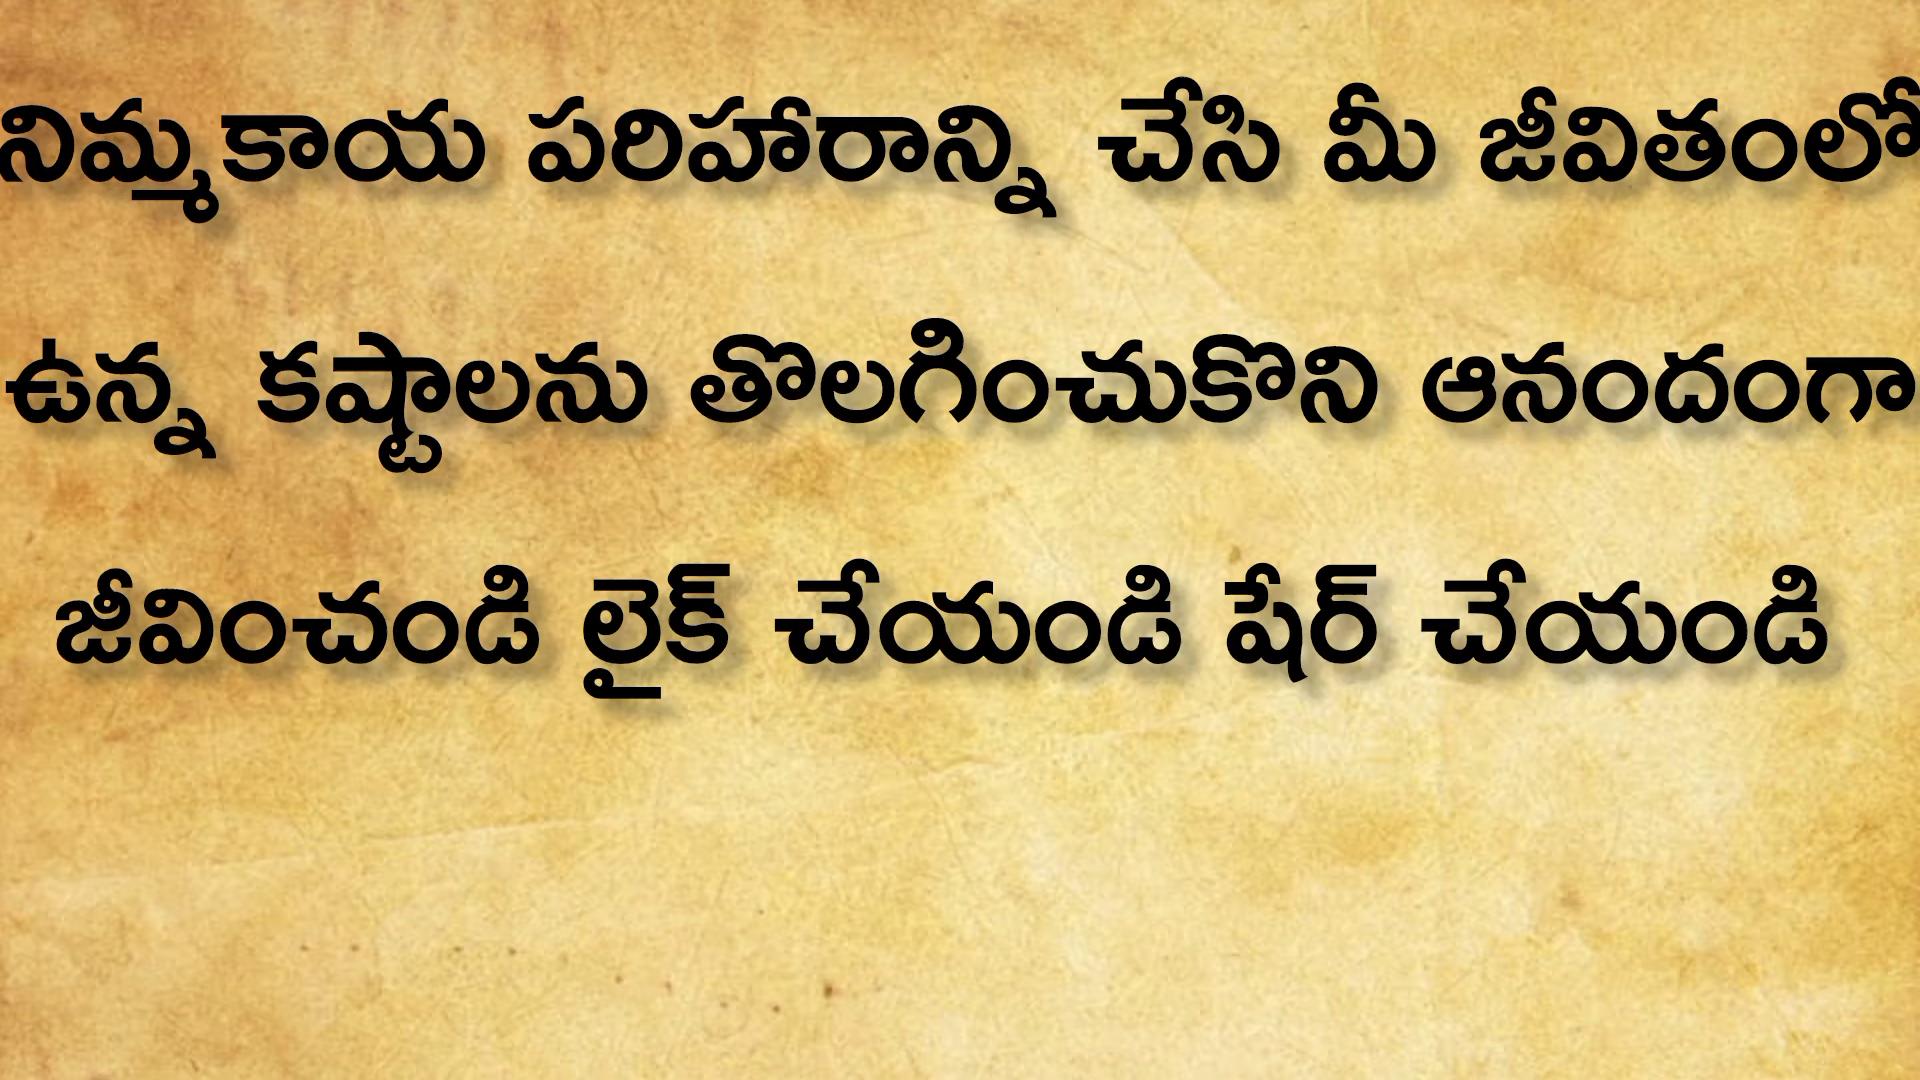 నిమ్మకాయ పరిహారాన్ని చేసి మీ జీవితంలో
ఉన్న కష్టాలను తొలగించుకొని ఆనందంగా
జీవించండి లైక్ చేయండి షేర్ చేయండి